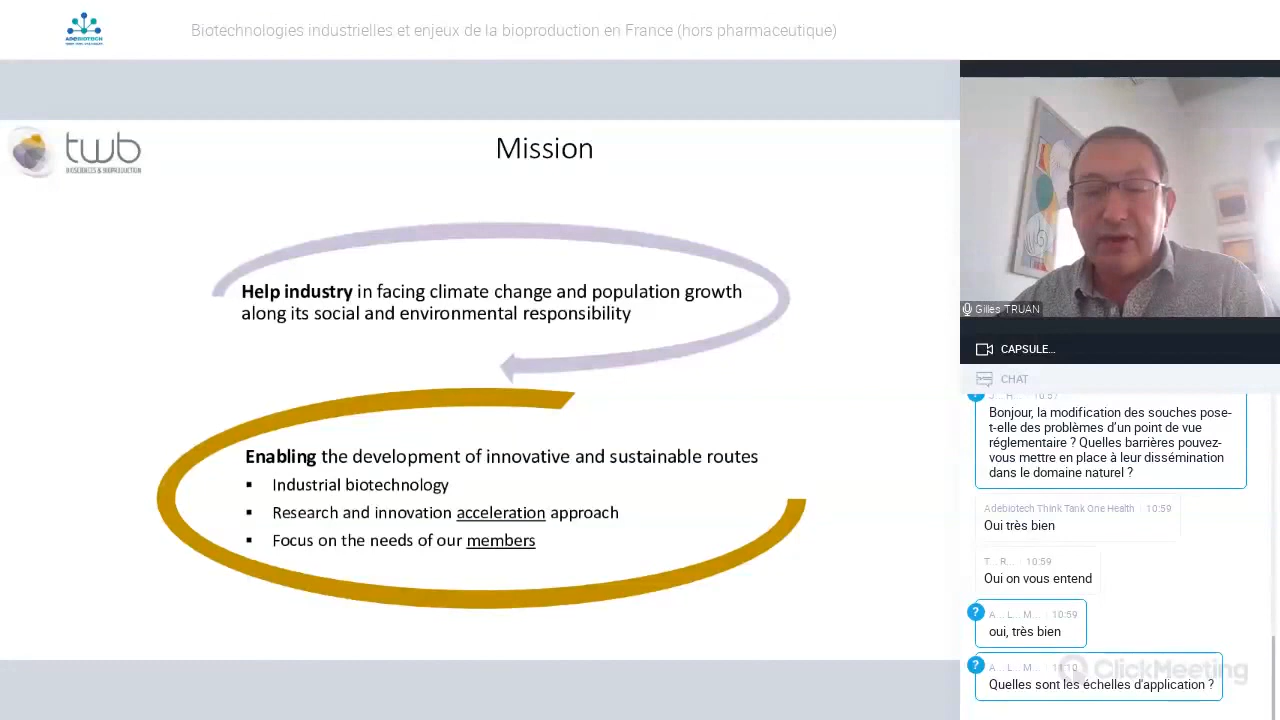 ADEBIOTECH
Biotechnologies industrielles et enjeux de la bioproduction en France (hors pharmaceutique)
twb
BIOSCIENCES & BIOPRODUCTION
Mission
Help industry in facing climate change and population growth
along its social and environmental responsibility
Enabling the development of innovative and sustainable routes
▪ Industrial biotechnology
▪ Research and innovation acceleration approach
▪ Focus on the needs of our members
Gilles TRUAN
CAPSULE…
CHAT
J... H... · 10:57
Bonjour, la modification des souches pose-
t-elle des problèmes d'un point de vue
réglementaire ? Quelles barrières pouvez-
vous mettre en place à leur dissémination
dans le domaine naturel ?
Adebiotech Think Tank One Health · 10:59
Oui très bien
T... R... · 10:59
Oui on vous entend
? A... L... M... · 10:59
oui, très bien
? A... L... M... · 11:10
Quelles sont les échelles d'application ?
ClickMeeting